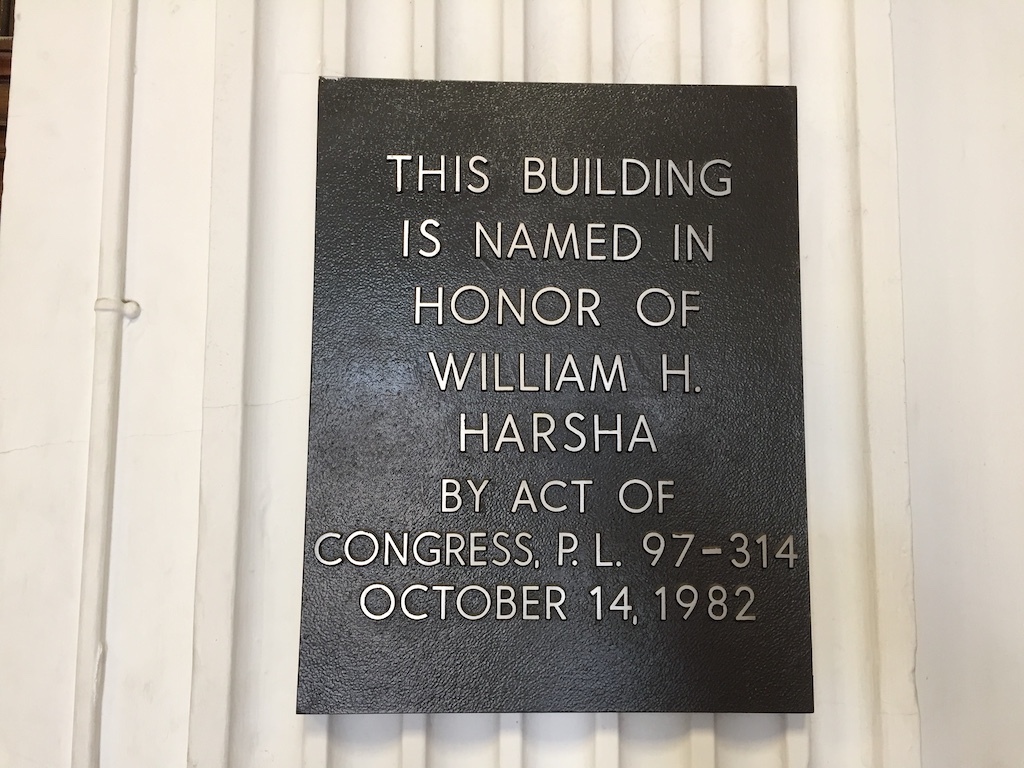 THIS BUILDING
IS NAMED IN
HONOR OF
WILLIAM H.
HARSHA
BY ACT OF
CONGRESS, P. L. 97-314
OCTOBER 14, 1982